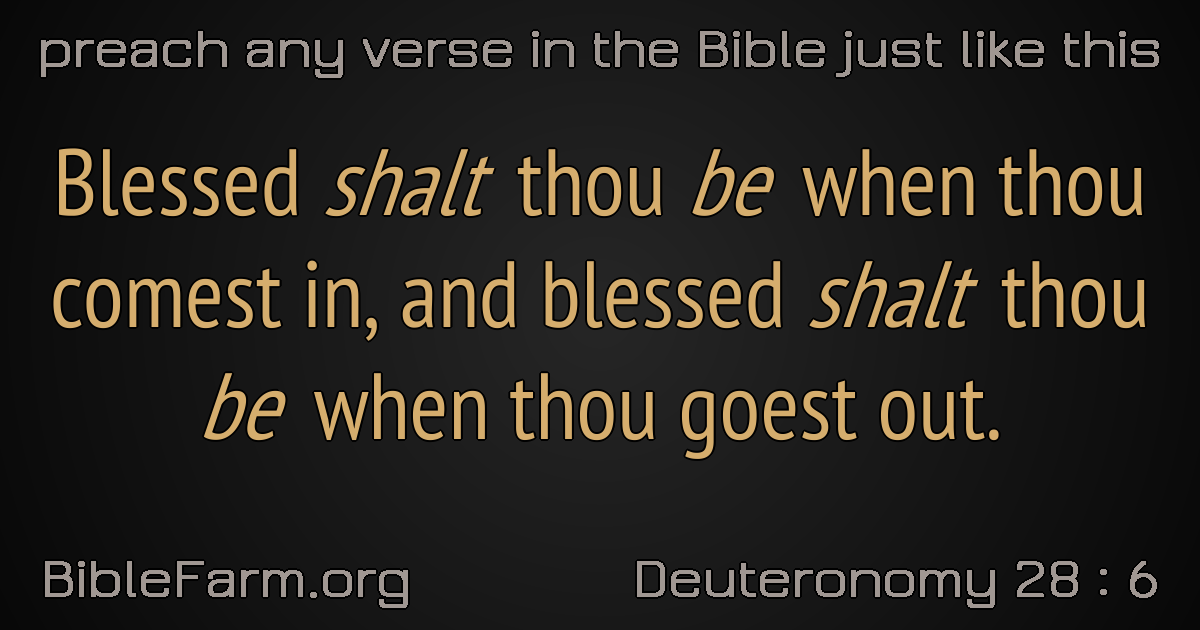 preach any verse in the Bible just like this
Blessed shalt thou be when thou
comest in, and blessed shalt thou
be when thou goest out.
BibleFarm.org
Deuteronomy 28 : 6